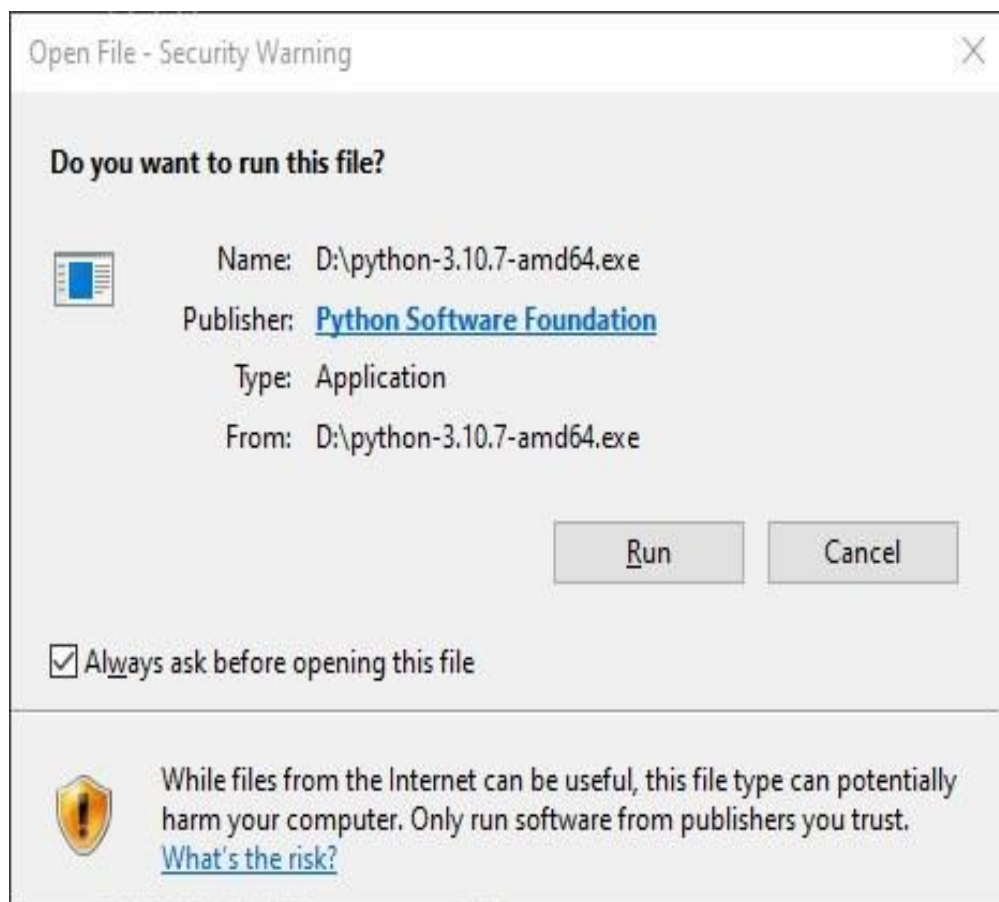 Open File - Security Warning
Do you want to run this file?
Name: D:\python-3.10.7-amd64.exe
Publisher: Python Software Foundation
Type: Application
From: D:\python-3.10.7-amd64.exe
Run Cancel
Always ask before opening this file
While files from the Internet can be useful, this file type can potentially
harm your computer. Only run software from publishers you trust.
What's the risk?